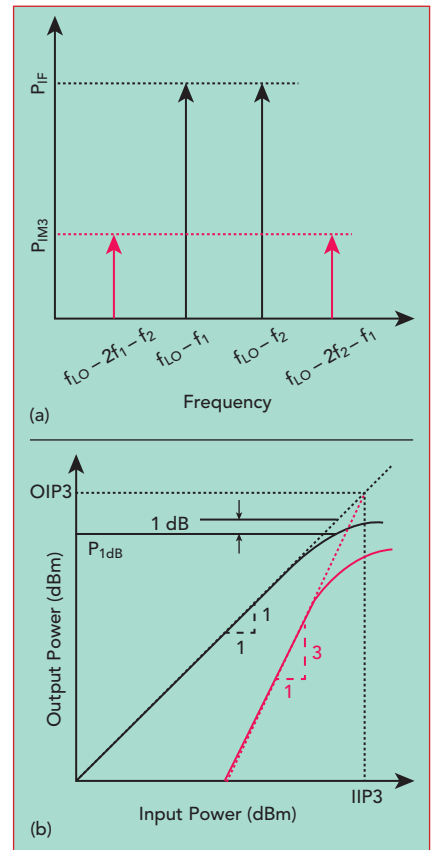 P_IF
P_IM3
f_LO – 2f_1 – f_2
f_LO – f_1
f_LO – f_2
f_LO – 2f_2 – f_1
Frequency
(a)
OIP3
1 dB
P_1dB
1
1
3
1
Output Power (dBm)
IIP3
Input Power (dBm)
(b)